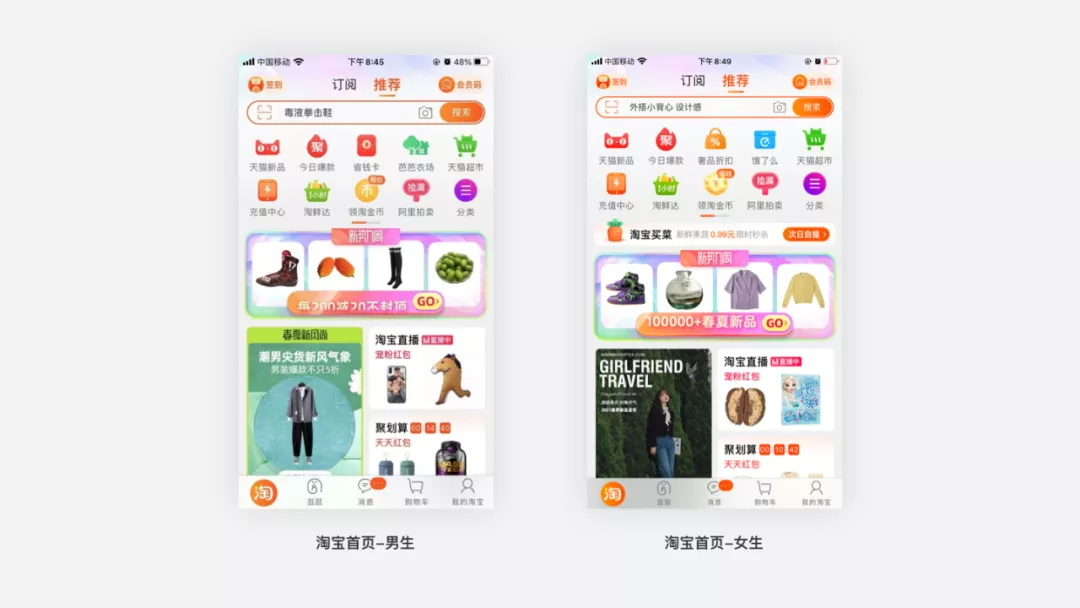 中国移动 下午8:45 48%
签到 订阅 推荐 会员码
毒液拳击鞋 搜索
天猫新品 今日爆款 省钱卡 芭芭农场 天猫超市
1小时 捡漏
充值中心 淘鲜达 领淘金币 阿里拍卖 分类
新势力周
每200减20不封顶 GO
春夏新风尚
潮男尖货新风气象
男装爆款不只5折
淘宝直播 直播中
宠粉红包
聚划算 00 14 40
天天红包
淘 逛逛 消息 购物车 我的淘宝
淘宝首页-男生
中国移动 下午8:49
签到 订阅 推荐 会员码
外搭小背心 设计感 搜索
天猫新品 今日爆款 奢品折扣 饿了么 天猫超市
1小时 省钱 捡漏
充值中心 淘鲜达 领淘金币 阿里拍卖 分类
淘宝买菜 新鲜果蔬0.99元限时秒杀 次日自提
新势力周
100000+春夏新品 GO
GIRLFRIEND
TRAVEL
淘宝直播 直播中
宠粉红包
聚划算 00 19 42
天天红包
淘 逛逛 消息 购物车 我的淘宝
淘宝首页-女生